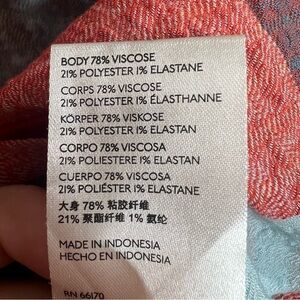 BODY 78% VISCOSE
21% POLYESTER 1% ELASTANE
CORPS 78% VISCOSE
21% POLYESTER 1% ÉLASTHANNE
KÖRPER 78% VISKOSE
21% POLYESTER 1% ELASTAN
CORPO 78% VISCOSA
21% POLIESTERE 1% ELASTAN
CUERPO 78% VISCOSA
21% POLIÉSTER 1% ELASTANE
大身 78% 粘胶纤维
21% 聚酯纤维 1% 氨纶
MADE IN INDONESIA
HECHO EN INDONESIA
RN 66170